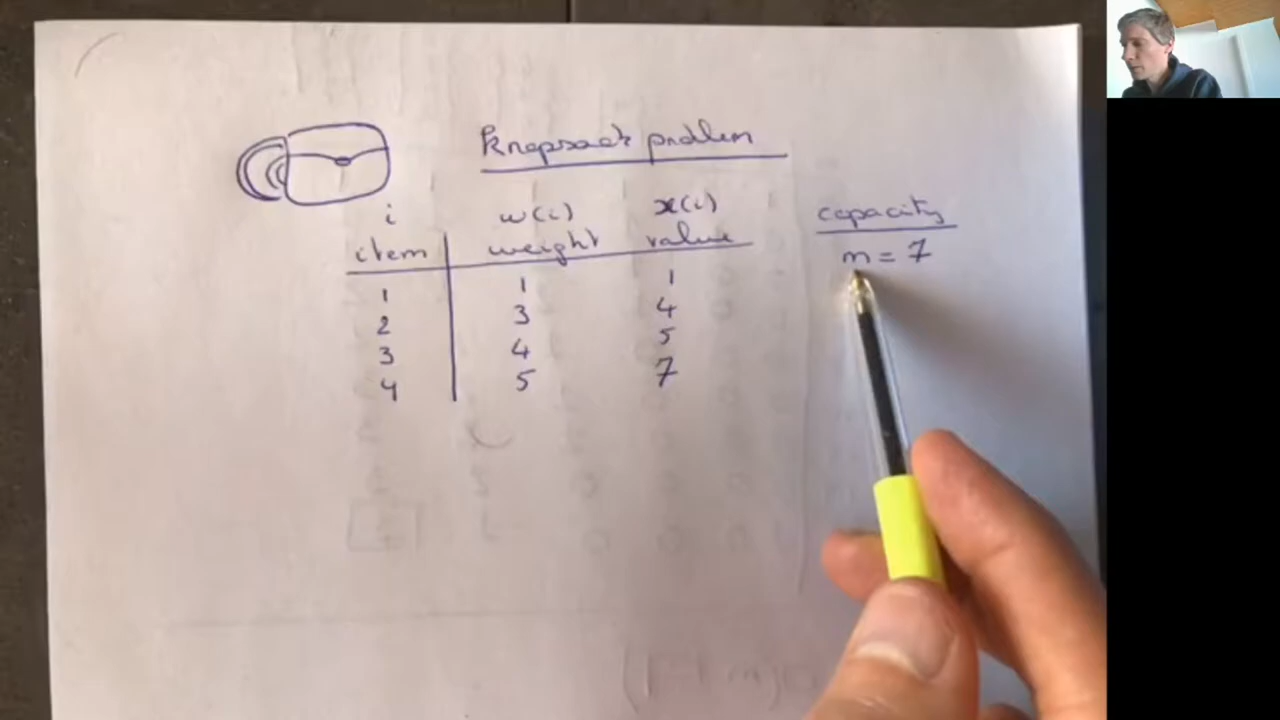 Knapsack problem
i w(i) x(i) capacity
item weight value m = 7
1 1 1
2 3 4
3 4 5
4 5 7